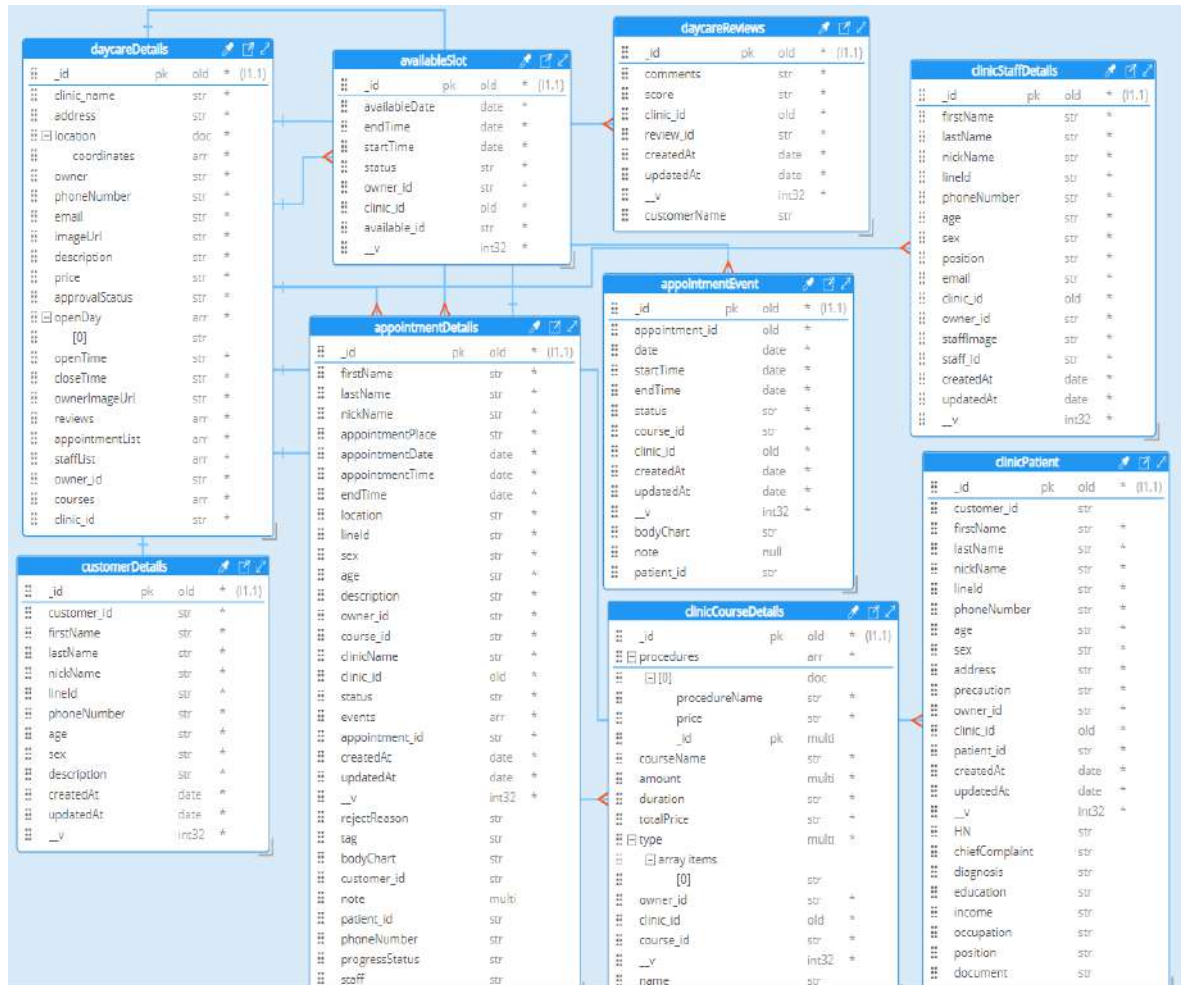 daycareDetails
_id pk oId * (I1.1)
clinic_name str *
address str *
location doc *
coordinates arr *
owner str *
phoneNumber str *
email str *
imageUrl str *
description str *
price str *
approvalStatus str *
openDay arr *
[0] str
openTime str *
closeTime str *
ownerImageUrl str *
reviews arr *
appointmentList arr *
staffList arr *
owner_id str *
courses arr *
clinic_id str *
customerDetails
_id pk oId * (I1.1)
customer_id str *
firstName str *
lastName str *
nickName str *
lineId str *
phoneNumber str *
age str *
sex str *
description str *
createdAt date *
updatedAt date *
__v int32 *
availableSlot
_id pk oId * (I1.1)
availableDate date *
endTime date *
startTime date *
status str *
owner_id str *
clinic_id oId *
available_id str *
__v int32 *
appointmentDetails
_id pk oId * (I1.1)
firstName str *
lastName str *
nickName str *
appointmentPlace str *
appointmentDate date *
appointmentTime date *
endTime date *
location str *
lineId str *
sex str *
age str *
description str *
owner_id str *
course_id str *
clinicName str *
clinic_id oId *
status str *
events arr *
appointment_id str *
createdAt date *
updatedAt date *
__v int32 *
rejectReason str
tag str
bodyChart str
customer_id str
note multi
patient_id str
phoneNumber str
progressStatus str
staff str
daycareReviews
_id pk oId * (I1.1)
comments str *
score str *
clinic_id oId *
review_id str *
createdAt date *
updatedAt date *
__v int32 *
customerName str
appointmentEvent
_id pk oId * (I1.1)
appointment_id oId *
date date *
startTime date *
endTime date *
status str *
course_id str *
clinic_id oId *
createdAt date *
updatedAt date *
__v int32 *
bodyChart str
note null
patient_id str
clinicCourseDetails
_id pk oId * (I1.1)
procedures arr *
[0] doc
procedureName str *
price str *
_id pk multi
courseName str *
amount multi *
duration str *
totalPrice str *
type multi *
array items
[0] str
owner_id str *
clinic_id oId *
course_id str *
__v int32 *
name str
clinicStaffDetails
_id pk oId * (I1.1)
firstName str *
lastName str *
nickName str *
lineId str *
phoneNumber str *
age str *
sex str *
position str *
email str *
clinic_id oId *
owner_id str *
staffImage str *
staff_id str *
createdAt date *
updatedAt date *
__v int32 *
clinicPatient
_id pk oId * (I1.1)
customer_id str
firstName str *
lastName str *
nickName str *
lineId str *
phoneNumber str *
age str *
sex str *
address str *
precaution str *
owner_id str *
clinic_id oId *
patient_id str *
createdAt date *
updatedAt date *
__v int32 *
HN str
chiefComplaint str
diagnosis str
education str
income str
occupation str
position str
document str